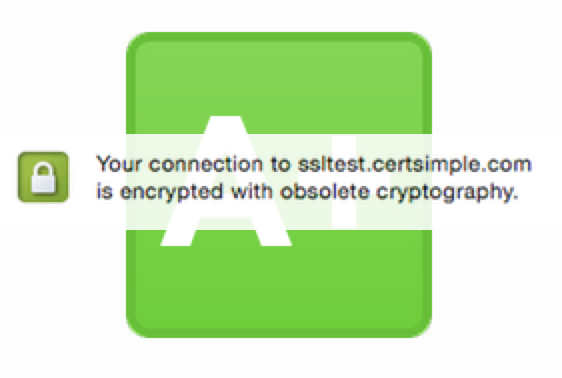 A+
Your connection to ssltest.certsimple.com
is encrypted with obsolete cryptography.